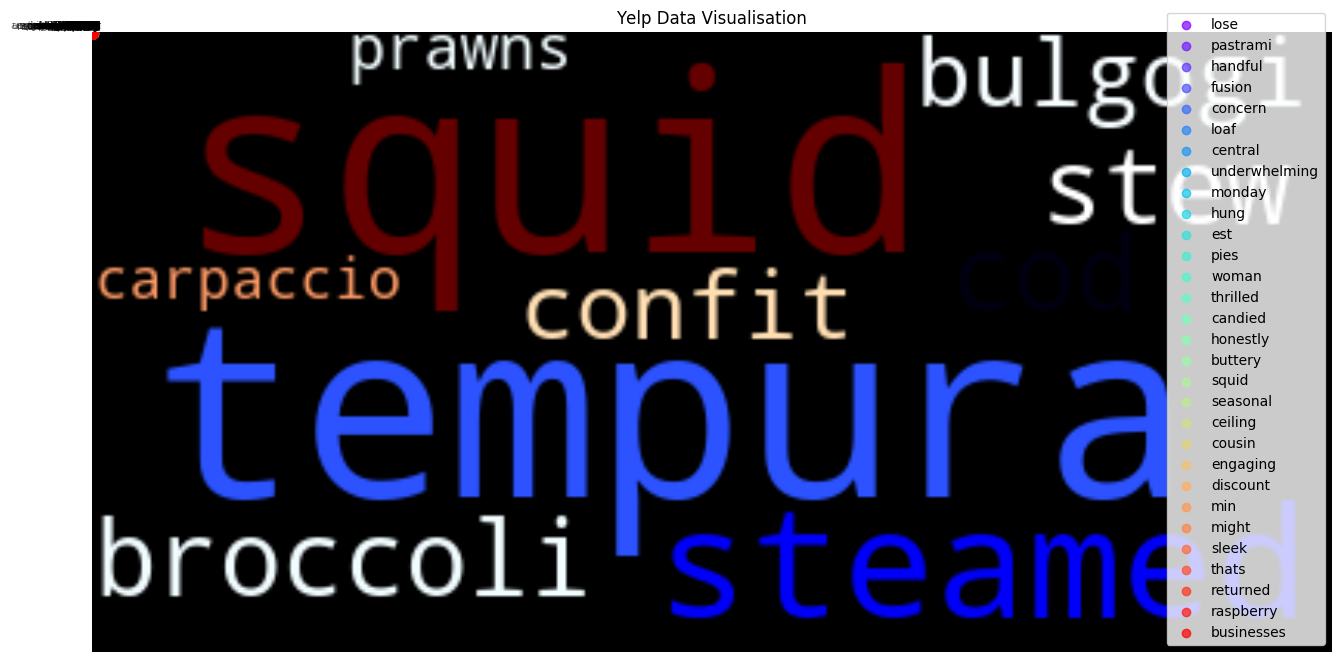 Yelp Data Visualisation
prawns
bulgogi
squid
stew
cod
carpaccio
confit
tempura
broccoli
steamed
lose
pastrami
handful
fusion
concern
loaf
central
underwhelming
monday
hung
est
pies
woman
thrilled
candied
honestly
buttery
squid
seasonal
ceiling
cousin
engaging
discount
min
might
sleek
thats
returned
raspberry
businesses